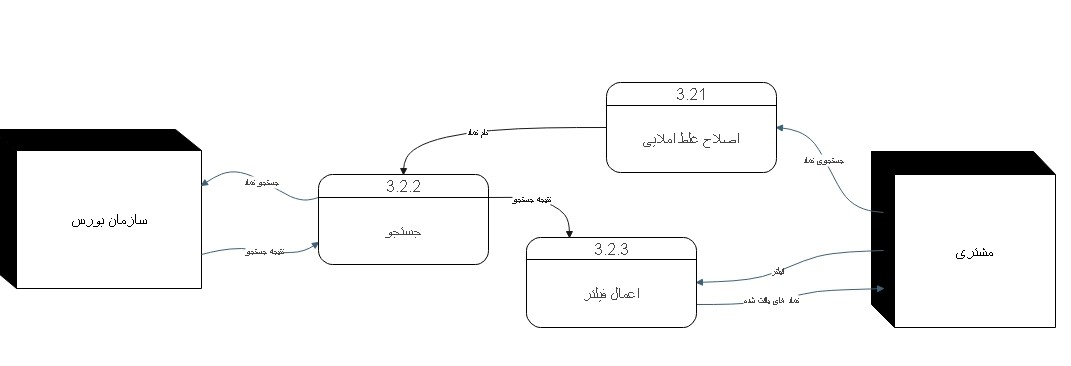 3.21
اصلاح غلط املایی
نام نماد
جستجوی نماد
3.2.2
جستجو
جستجو نماد
سازمان بورس
نتیجه جستجو
نتیجه جستجو
3.2.3
اعمال فیلتر
مشتری
فیلتر
نماد های یافت شده